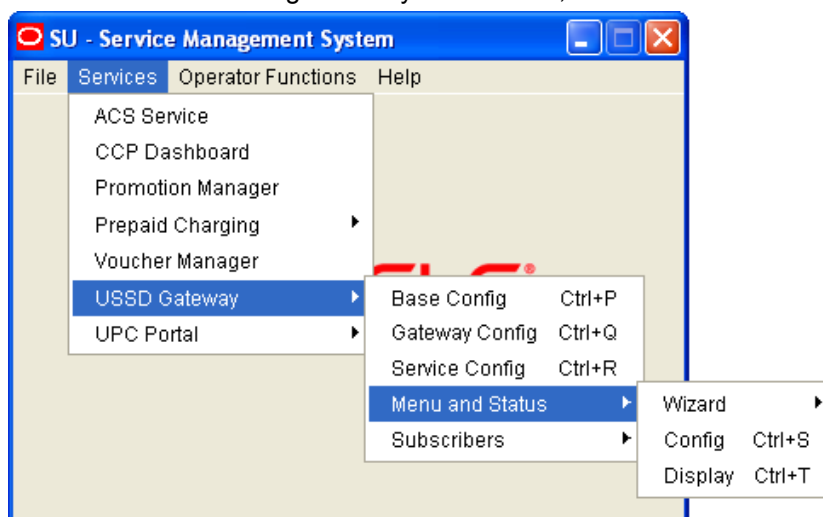 SU - Service Management System
File Services Operator Functions Help
ACS Service
CCP Dashboard
Promotion Manager
Prepaid Charging
Voucher Manager
USSD Gateway
UPC Portal
Base Config Ctrl+P
Gateway Config Ctrl+Q
Service Config Ctrl+R
Menu and Status
Subscribers
Wizard
Config Ctrl+S
Display Ctrl+T